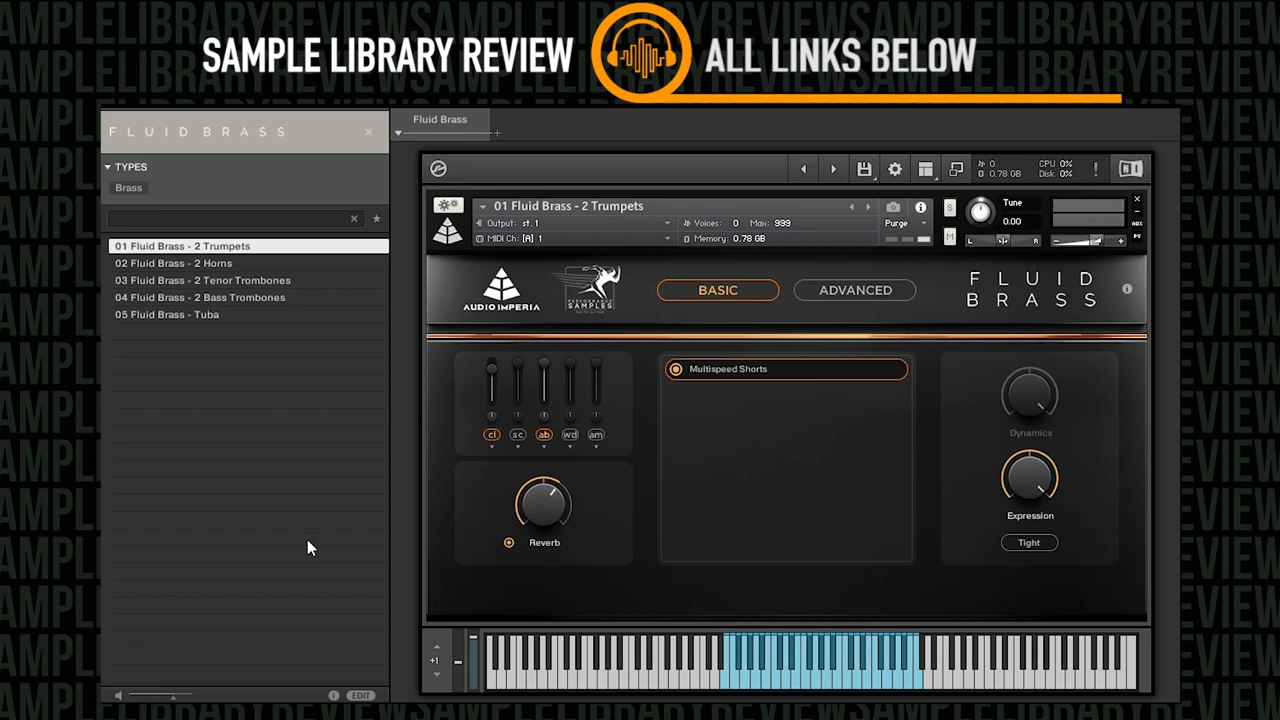 SAMPLE LIBRARY REVIEW
ALL LINKS BELOW
FLUID BRASS
×
TYPES
Brass
01 Fluid Brass - 2 Trumpets
02 Fluid Brass - 2 Horns
03 Fluid Brass - 2 Tenor Trombones
04 Fluid Brass - 2 Bass Trombones
05 Fluid Brass - Tuba
EDIT
Fluid Brass
+
0
0.78 GB
CPU 0%
Disk 0%
!
01 Fluid Brass - 2 Trumpets
Output: st.1
Voices: 0 Max: 999
Purge
MIDI Ch: [A] 1
Memory: 0.78 GB
S
M
Tune
0.00
L
R
AUX
PV
AUDIO IMPERIA
PERFORMANCE
SAMPLES
BASIC
ADVANCED
FLUID
BRASS
cl sc ab wd am
Reverb
Multispeed Shorts
Dynamics
Expression
Tight
+1